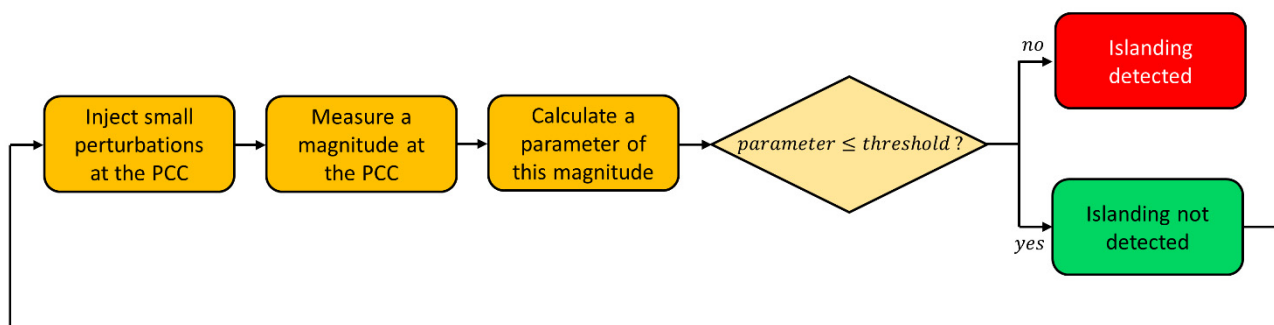 Inject small
perturbations
at the PCC
Measure a
magnitude at
the PCC
Calculate a
parameter of
this magnitude
parameter ≤ threshold ?
no
Islanding
detected
yes
Islanding not
detected